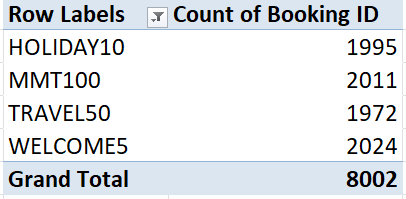 Row Labels Count of Booking ID
HOLIDAY10 1995
MMT100 2011
TRAVEL50 1972
WELCOME5 2024
Grand Total 8002